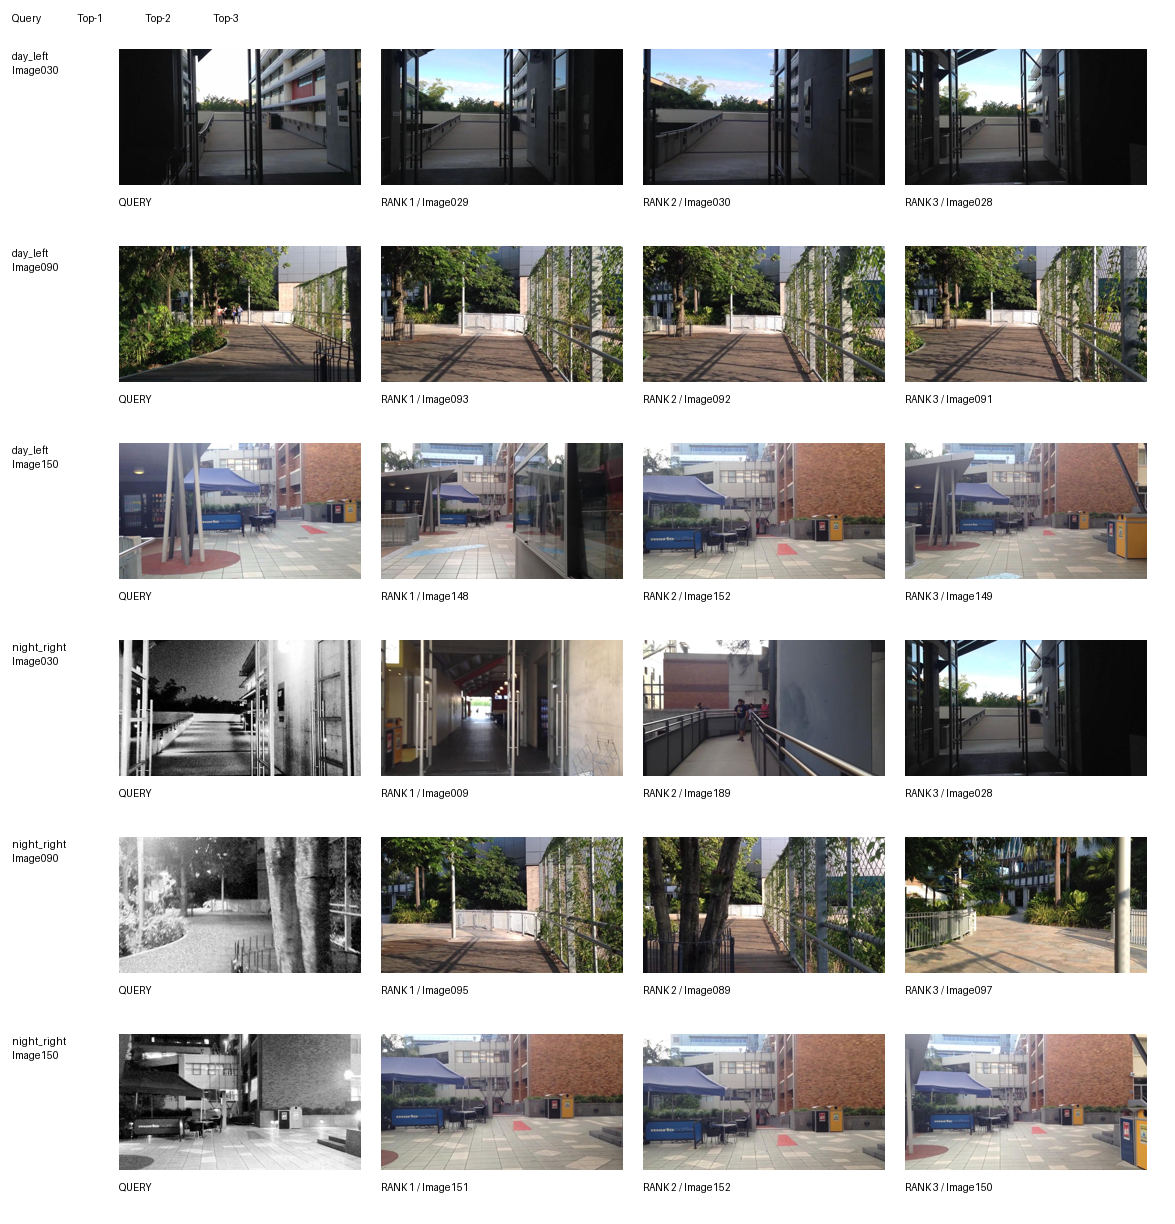 Query Top-1 Top-2 Top-3
day_left
Image030
QUERY RANK 1 / Image029 RANK 2 / Image030 RANK 3 / Image028
day_left
Image090
QUERY RANK 1 / Image093 RANK 2 / Image092 RANK 3 / Image091
day_left
Image150
QUERY RANK 1 / Image148 RANK 2 / Image152 RANK 3 / Image149
night_right
Image030
QUERY RANK 1 / Image009 RANK 2 / Image189 RANK 3 / Image028
night_right
Image090
QUERY RANK 1 / Image095 RANK 2 / Image089 RANK 3 / Image097
night_right
Image150
QUERY RANK 1 / Image151 RANK 2 / Image152 RANK 3 / Image150